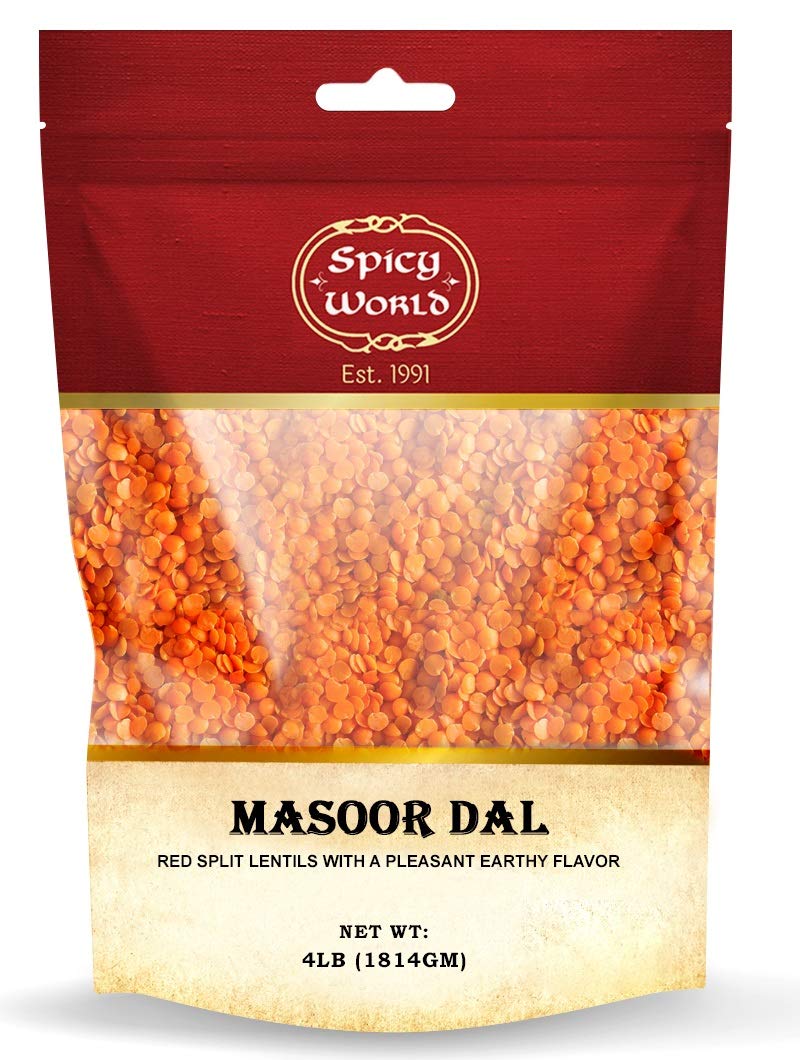 Spicy
World
Est. 1991
MASOOR DAL
RED SPLIT LENTILS WITH A PLEASANT EARTHY FLAVOR
NET WT:
4LB (1814GM)